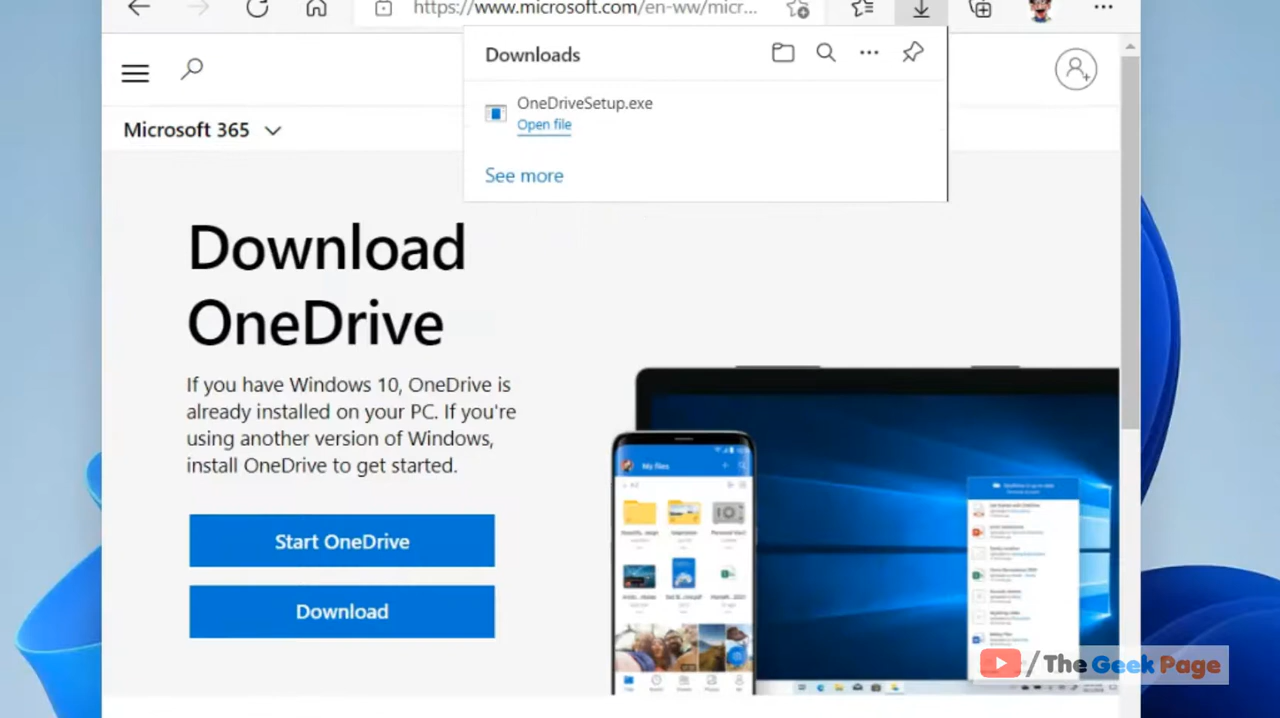 https://www.microsoft.com/en-ww/micr...
Downloads
OneDriveSetup.exe
Open file
See more
Microsoft 365
Download
OneDrive
If you have Windows 10, OneDrive is
already installed on your PC. If you're
using another version of Windows,
install OneDrive to get started.
Start OneDrive
Download
My files
/The Geek Page